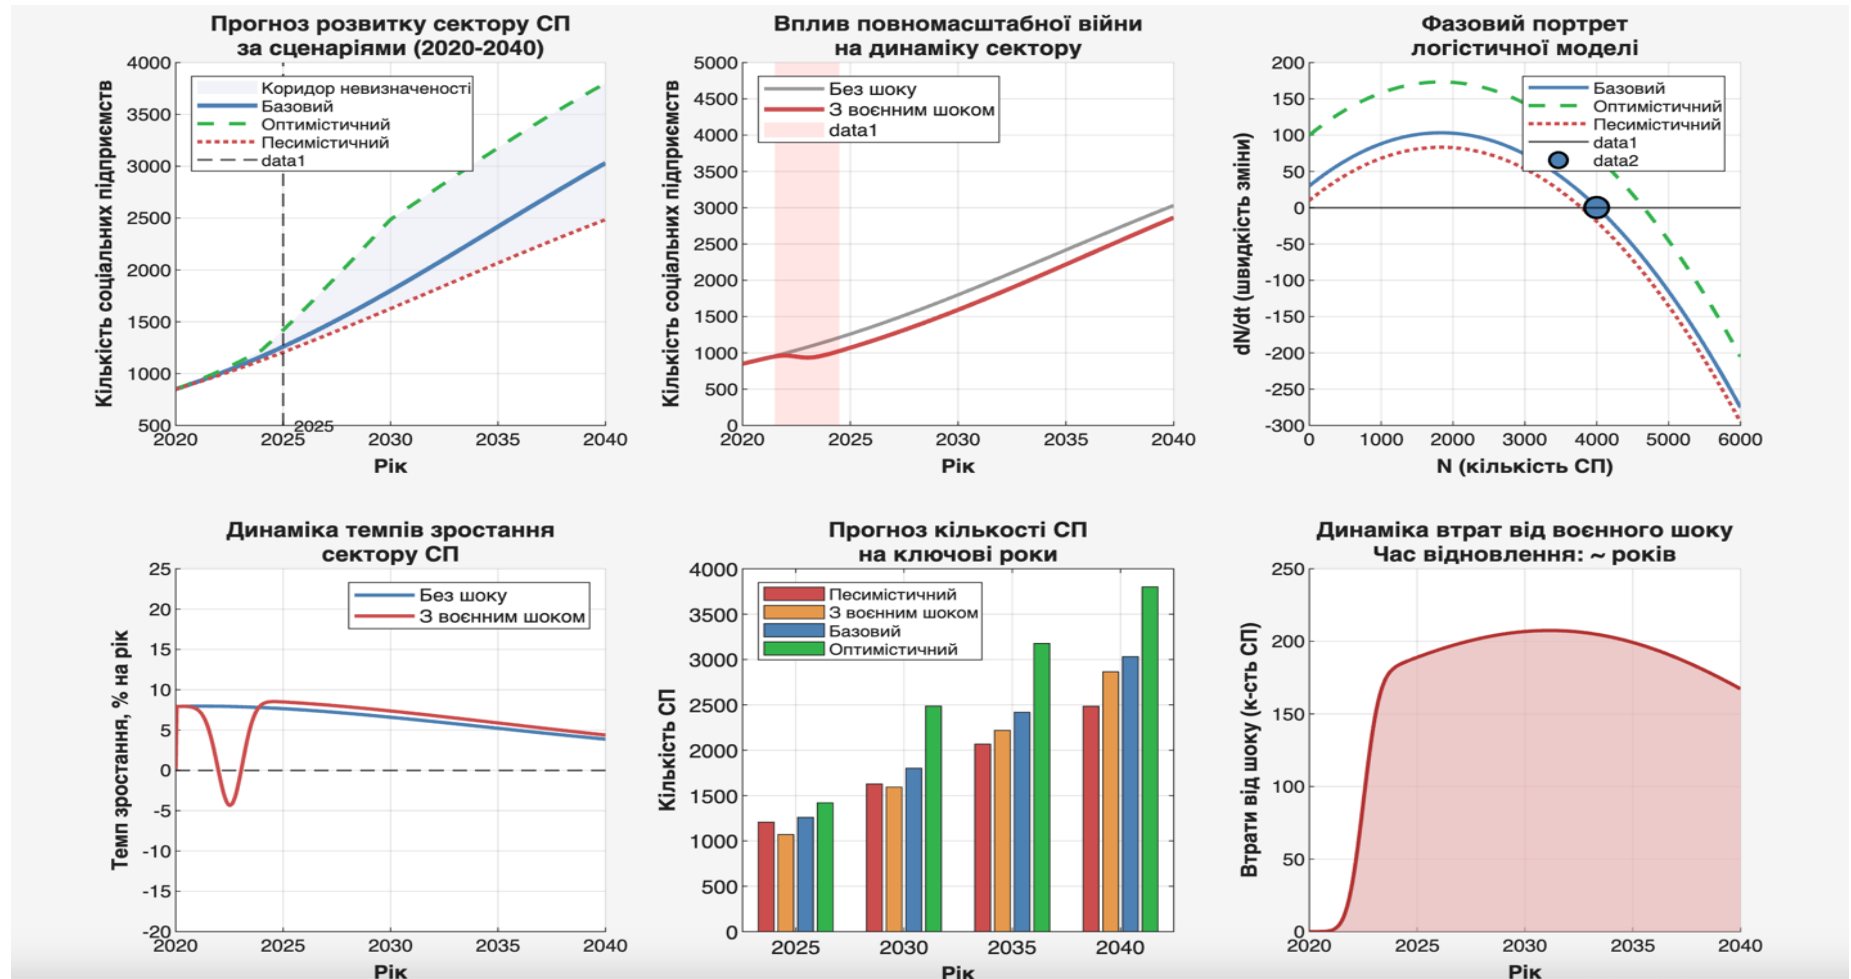 Прогноз розвитку сектору СП
за сценаріями (2020-2040)
Кількість соціальних підприємств
4000
3500
3000
2500
2000
1500
1000
500
Коридор невизначеості
Базовий
Оптимістичний
Песимістичний
data1
2025
2020
2025
2030
2035
2040
Рік
Вплив повномасштабної війни
на динаміку сектору
Кількість соціальних підприємств
5000
4500
4000
3500
3000
2500
2000
1500
1000
500
0
Без шоку
З воєнним шоком
data1
2020
2025
2030
2035
2040
Рік
Фазовий портрет
логістичної моделі
dN/dt (швидкість зміни)
200
150
100
50
0
-50
-100
-150
-200
-250
-300
Базовий
Оптимістичний
Песимістичний
data1
data2
0
1000
2000
3000
4000
5000
6000
N (кількість СП)
Динаміка темпів зростання
сектору СП
Темп зростання, % на рік
25
20
15
10
5
0
-5
-10
-15
-20
Без шоку
З воєнним шоком
2020
2025
2030
2035
2040
Рік
Прогноз кількості СП
на ключові роки
Кількість СП
4000
3500
3000
2500
2000
1500
1000
500
0
Песимістичний
З воєнним шоком
Базовий
Оптимістичний
2025
2030
2035
2040
Рік
Динаміка втрат від воєнного шоку
Час відновлення: ~ років
Втрати від шоку (к-сть СП)
250
200
150
100
50
0
2020
2025
2030
2035
2040
Рік